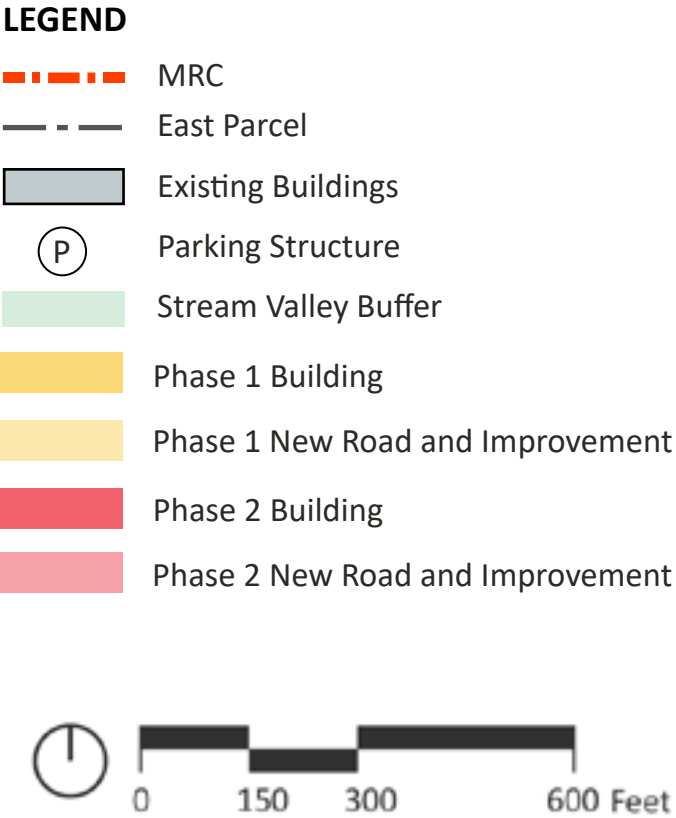 LEGEND
MRC
East Parcel
Existing Buildings
P Parking Structure
Stream Valley Buffer
Phase 1 Building
Phase 1 New Road and Improvement
Phase 2 Building
Phase 2 New Road and Improvement
0 150 300 600 Feet